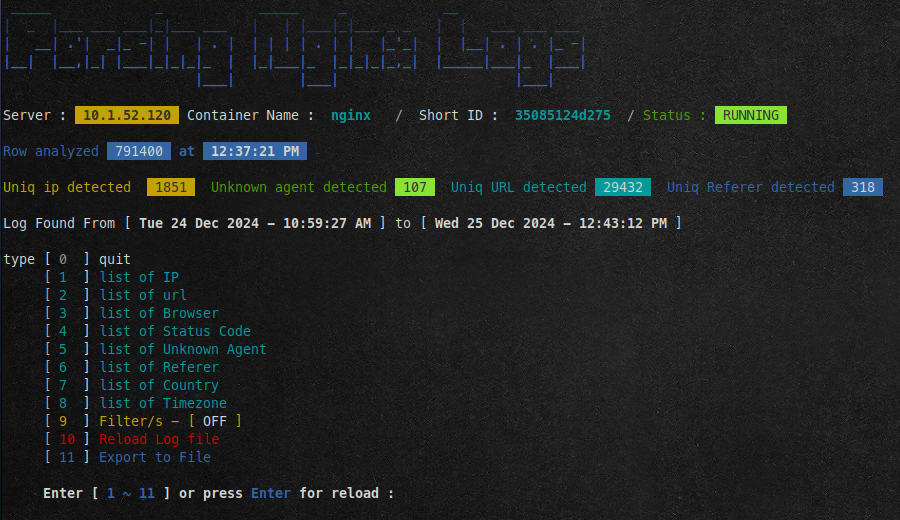 Server : 10.1.52.120 Container Name : nginx / Short ID : 35085124d275 / Status : RUNNING
Row analyzed 791400 at 12:37:21 PM
Uniq ip detected 1851 Unknown agent detected 107 Uniq URL detected 29432 Uniq Referer detected 318
Log Found From [ Tue 24 Dec 2024 – 10:59:27 AM ] to [ Wed 25 Dec 2024 – 12:43:12 PM ]
type [ 0 ] quit
[ 1 ] list of IP
[ 2 ] list of url
[ 3 ] list of Browser
[ 4 ] list of Status Code
[ 5 ] list of Unknown Agent
[ 6 ] list of Referer
[ 7 ] list of Country
[ 8 ] list of Timezone
[ 9 ] Filter/s – [ OFF ]
[ 10 ] Reload Log file
[ 11 ] Export to File
Enter [ 1 ~ 11 ] or press Enter for reload :